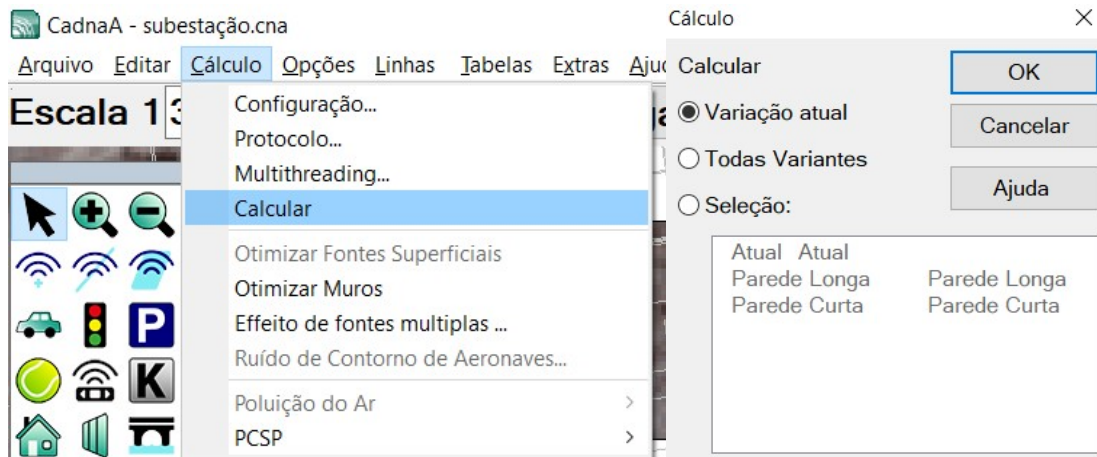 CadnaA - subestação.cna
Arquivo Editar Cálculo Opções Linhas Tabelas Extras
Escala 1
Configuração...
Protocolo...
Multithreading...
Calcular
Otimizar Fontes Superficiais
Otimizar Muros
Effeito de fontes multiplas ...
Ruído de Contorno de Aeronaves...
Poluição do Ar
PCSP
P
K
Cálculo
Calcular
OK
Variação atual
Cancelar
Todas Variantes
Ajuda
Seleção:
Atual Atual
Parede Longa Parede Longa
Parede Curta Parede Curta